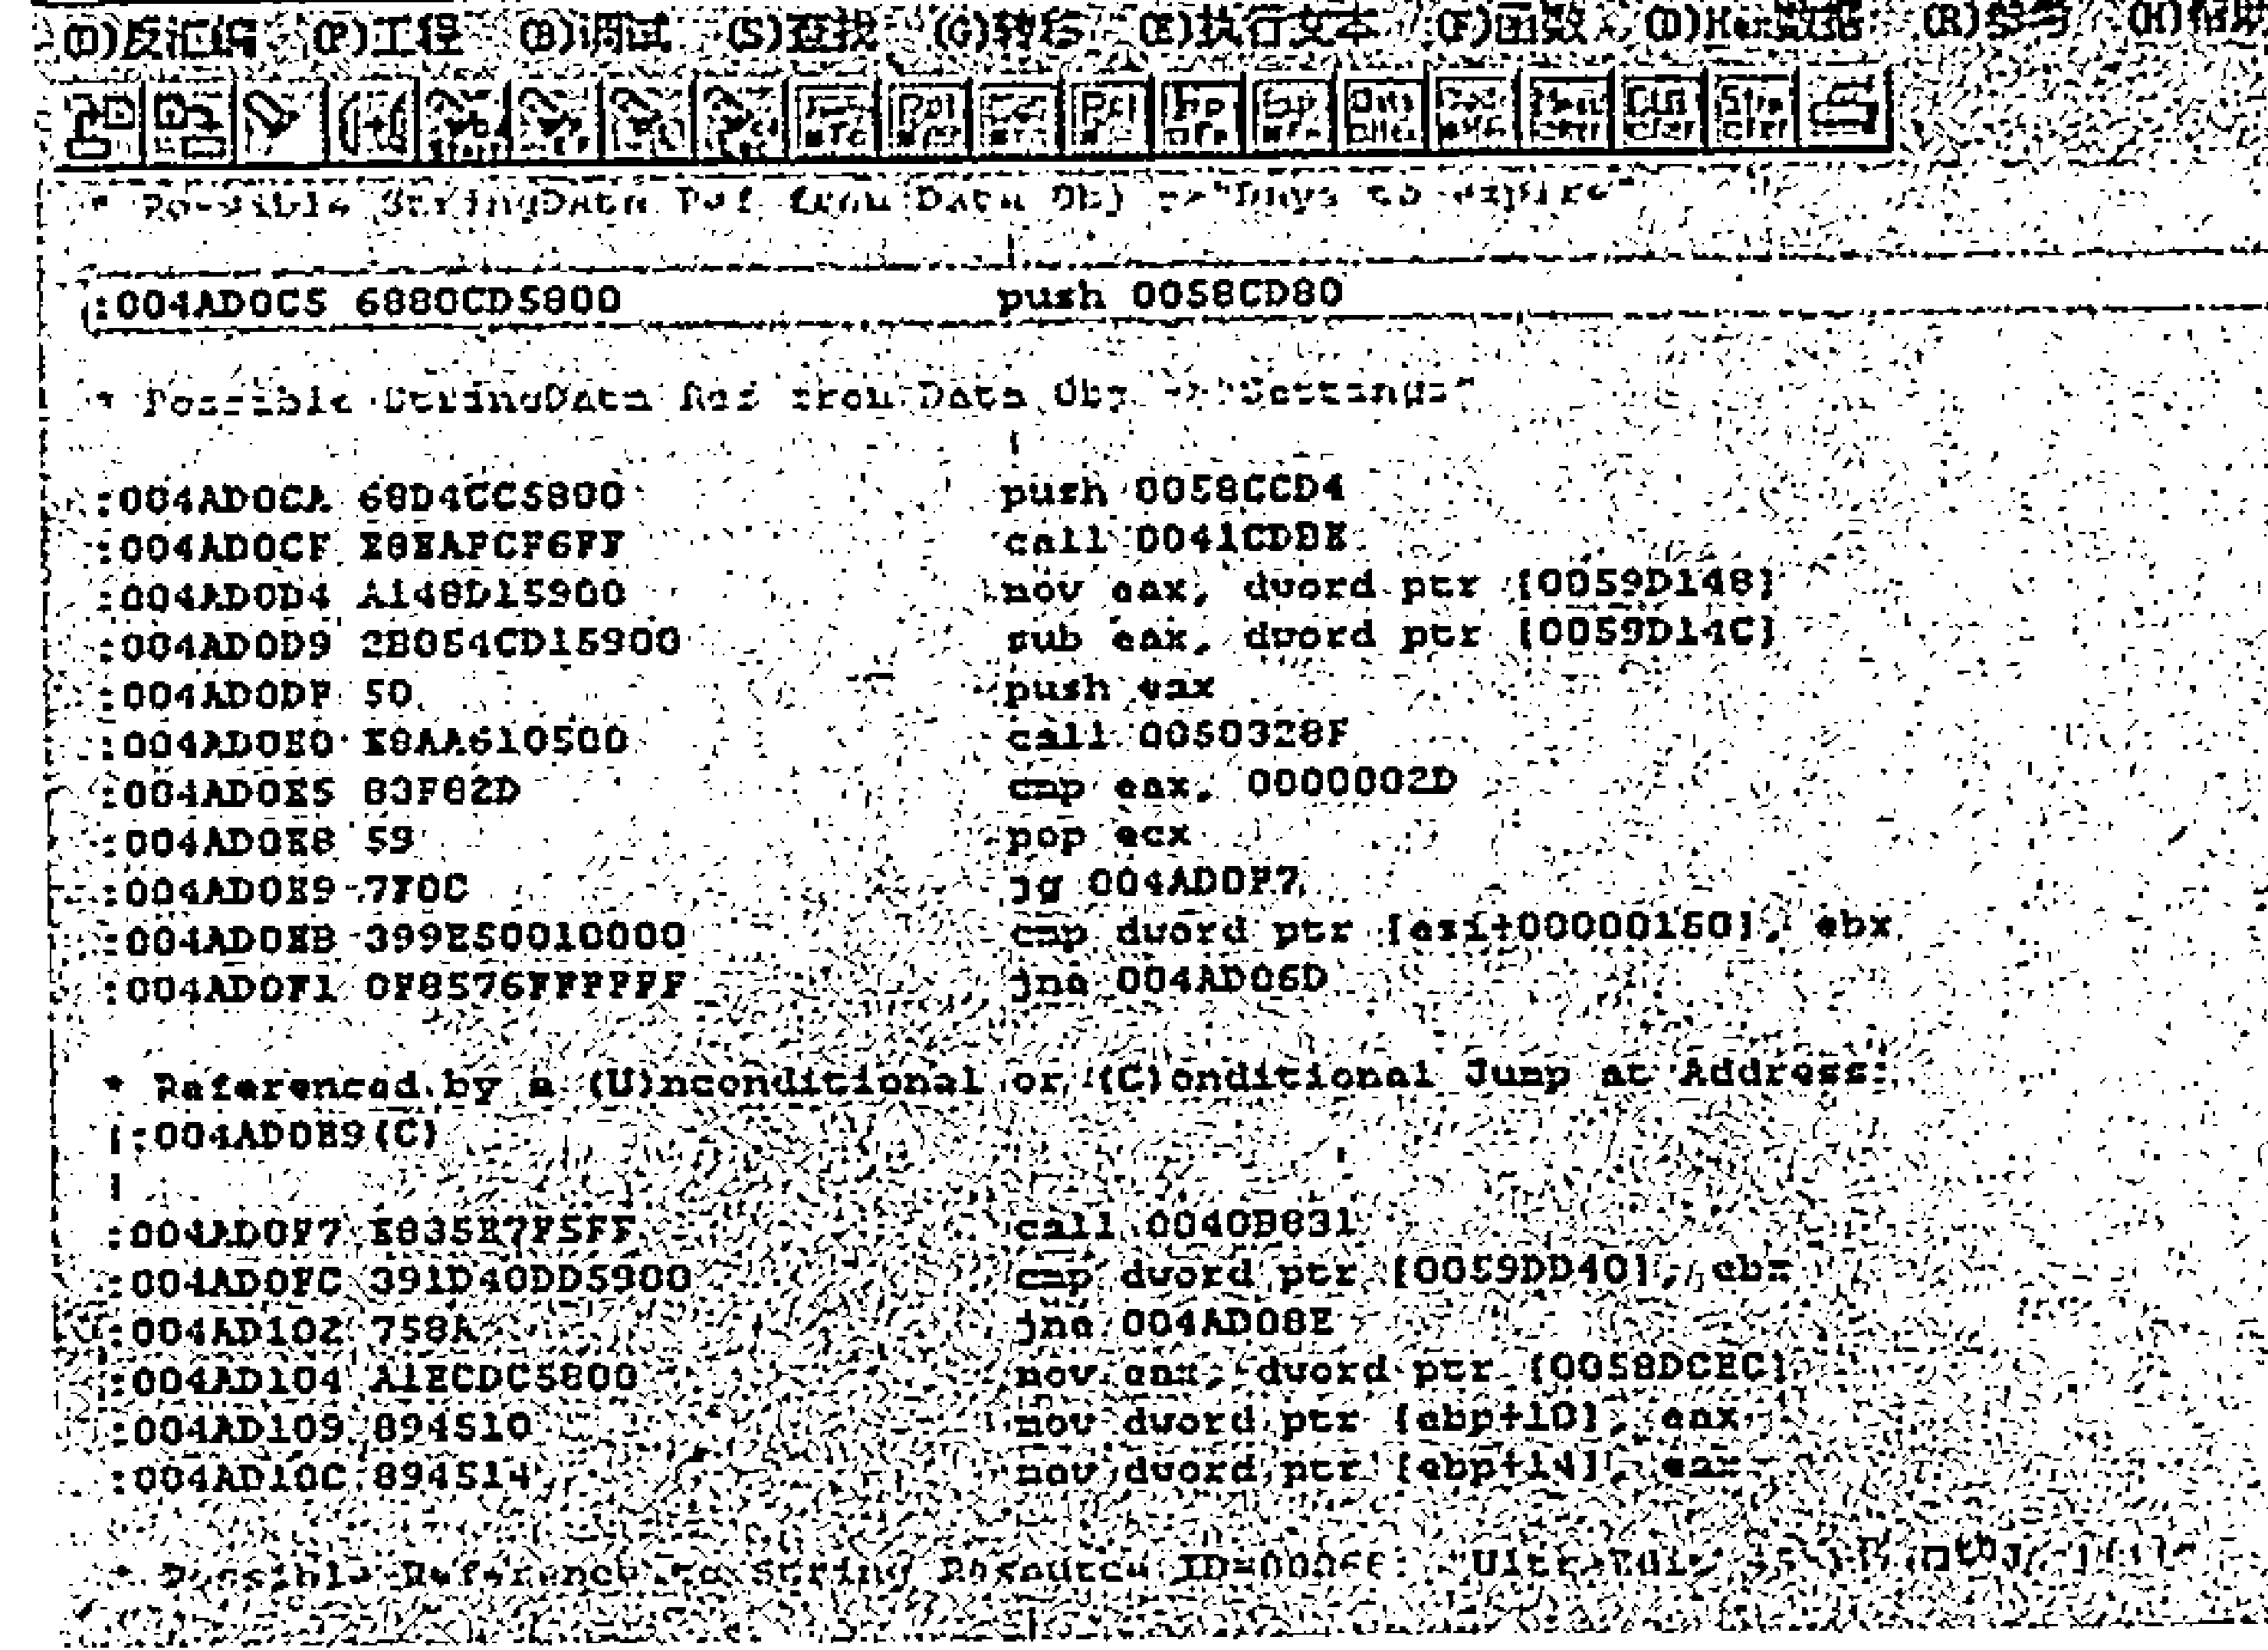 (D)反汇编 (P)工程 (B)调试 (S)查找 (G)转移 (E)执行文本 (F)函数 (D)Hex数据 (R)参考 (H)帮助
* Possible StringData Ref from Data Obj ->"Days to expire"
|
:004AD0C5 6880CD5800 push 0058CD80
* Possible StringData Ref from Data Obj ->"Settings"
|
:004AD0CA 68D4CC5800 push 0058CCD4
:004AD0CF E8EAFCF6FF call 0041CDBE
:004AD0D4 A148D15900 mov eax, dword ptr [0059D148]
:004AD0D9 2B054CD15900 sub eax, dword ptr [0059D14C]
:004AD0DF 50 push eax
:004AD0E0 E8AA610500 call 0050328F
:004AD0E5 83F82D cmp eax, 0000002D
:004AD0E8 59 pop ecx
:004AD0E9 7F0C jg 004AD0F7
:004AD0EB 399E50010000 cmp dword ptr [esi+00000150], ebx
:004AD0F1 0F8576FFFFFF jne 004AD06D
* Referenced by a (U)nconditional or (C)onditional Jump at Address:
|:004AD0E9(C)
|
:004AD0F7 E835E7F5FF call 0040B831
:004AD0FC 391D40DD5900 cmp dword ptr [0059DD40], ebx
:004AD102 758A jne 004AD08E
:004AD104 A1ECDC5800 mov eax, dword ptr [0058DCEC]
:004AD109 894510 mov dword ptr [ebp+10], eax
:004AD10C 894514 mov dword ptr [ebp+14], eax
* Possible Reference to String Resource